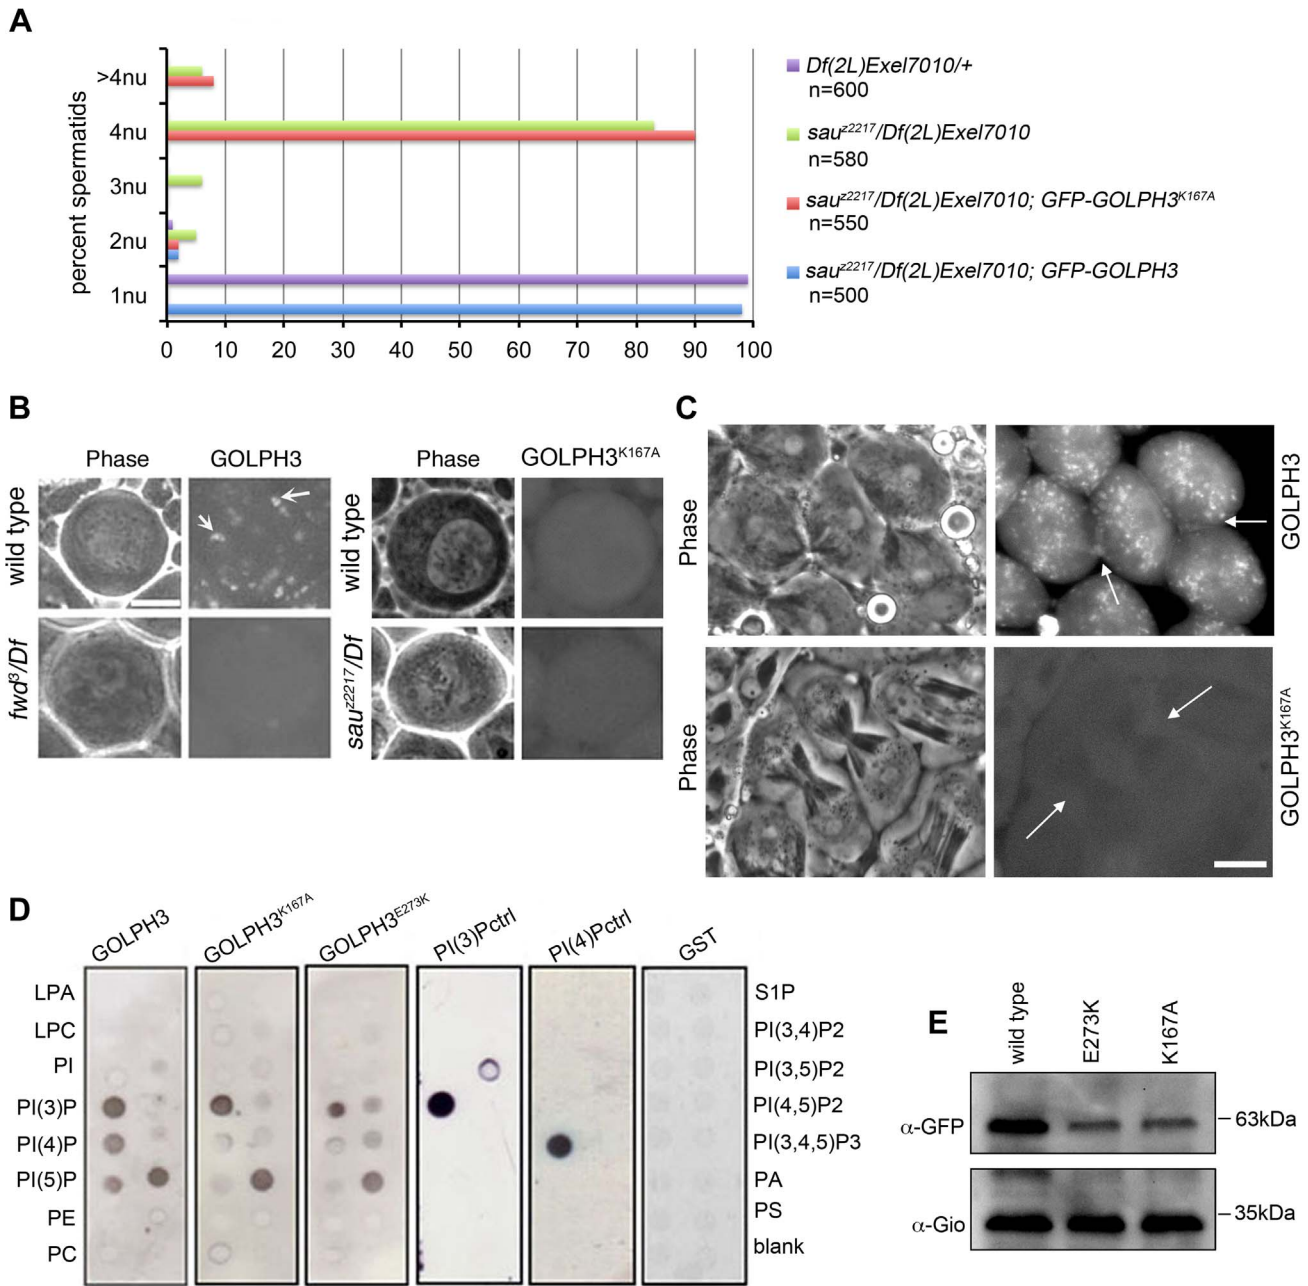 A
percent spermatids
>4nu
4nu
3nu
2nu
1nu
0 10 20 30 40 50 60 70 80 90 100
Df(2L)Exel7010/+
n=600
sau^z2217/Df(2L)Exel7010
n=580
sau^z2217/Df(2L)Exel7010; GFP-GOLPH3^K167A
n=550
sau^z2217/Df(2L)Exel7010; GFP-GOLPH3
n=500
B
Phase GOLPH3 Phase GOLPH3^K167A
wild type
wild type
fwd^3/Df
sau^z2217/Df
C
Phase
GOLPH3
Phase
GOLPH3^K167A
D
GOLPH3 GOLPH3^K167A GOLPH3^E273K PI(3)Pctrl PI(4)Pctrl GST
LPA
LPC
PI
PI(3)P
PI(4)P
PI(5)P
PE
PC
S1P
PI(3,4)P2
PI(3,5)P2
PI(4,5)P2
PI(3,4,5)P3
PA
PS
blank
E
wild type
E273K
K167A
α-GFP
63kDa
α-Gio
35kDa